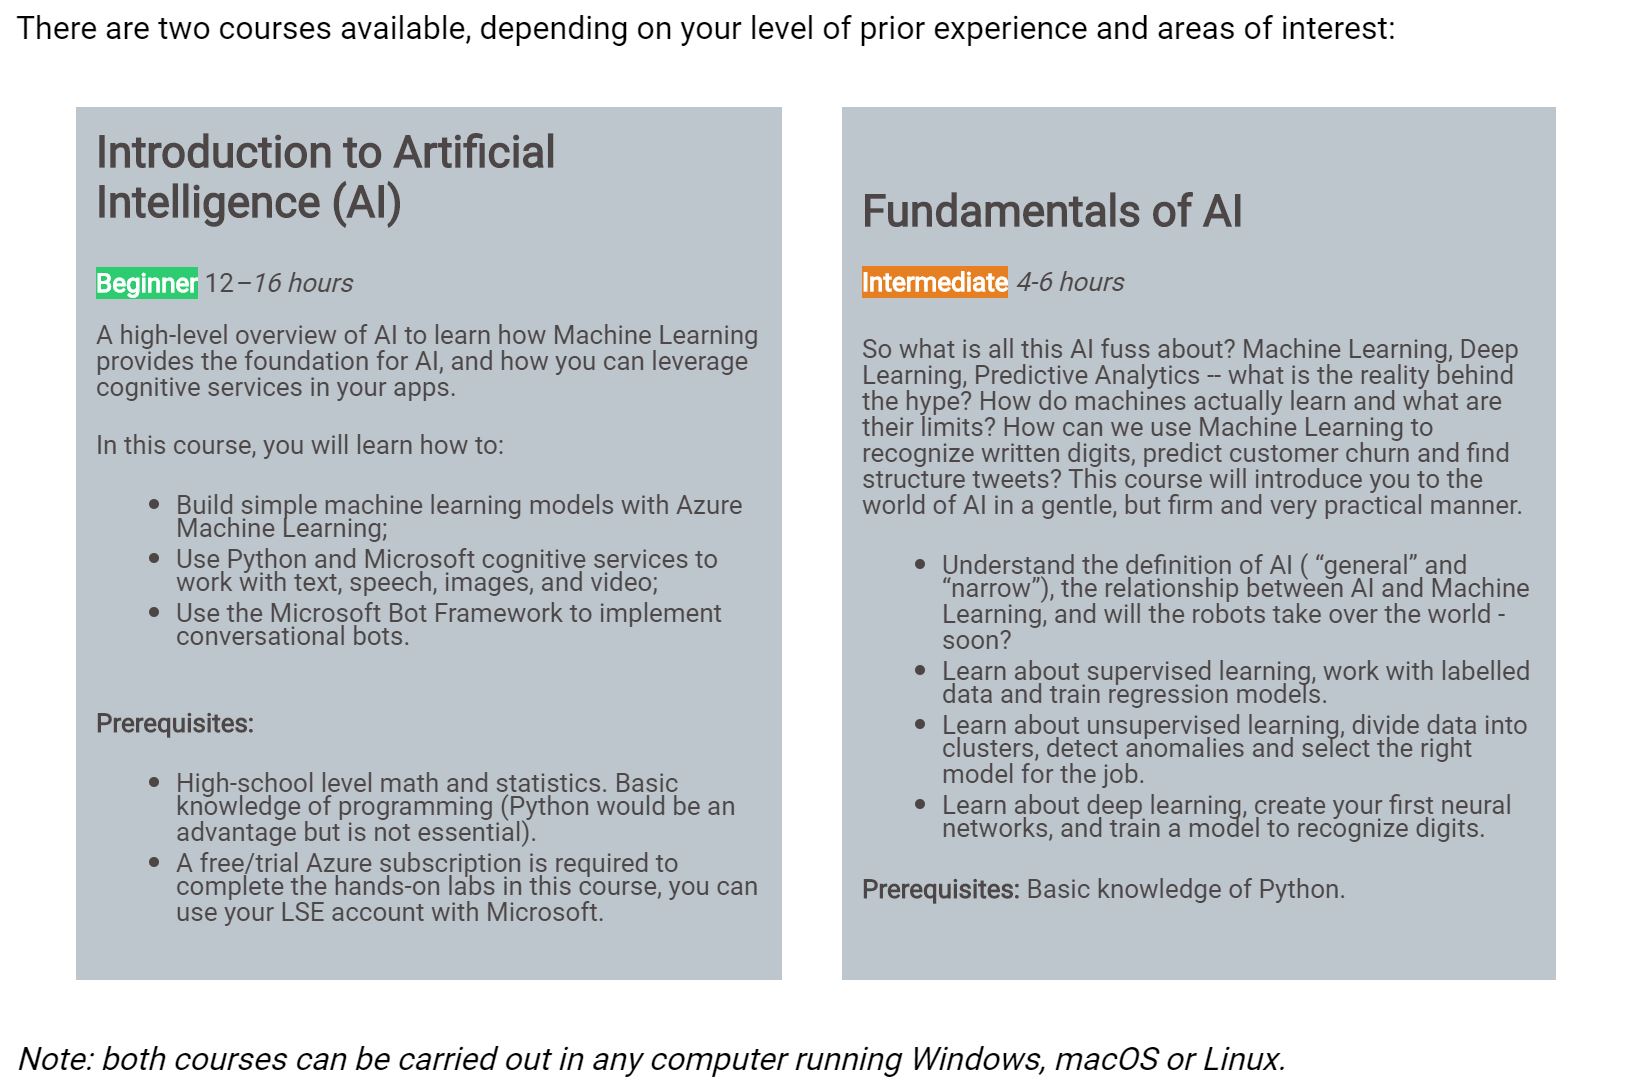 There are two courses available, depending on your level of prior experience and areas of interest:
Introduction to Artificial
Intelligence (AI)
Beginner 12–16 hours
A high-level overview of AI to learn how Machine Learning
provides the foundation for AI, and how you can leverage
cognitive services in your apps.
In this course, you will learn how to:
• Build simple machine learning models with Azure
Machine Learning;
• Use Python and Microsoft cognitive services to
work with text, speech, images, and video;
• Use the Microsoft Bot Framework to implement
conversational bots.
Prerequisites:
• High-school level math and statistics. Basic
knowledge of programming (Python would be an
advantage but is not essential).
• A free/trial Azure subscription is required to
complete the hands-on labs in this course, you can
use your LSE account with Microsoft.
Fundamentals of AI
Intermediate 4-6 hours
So what is all this AI fuss about? Machine Learning, Deep
Learning, Predictive Analytics -- what is the reality behind
the hype? How do machines actually learn and what are
their limits? How can we use Machine Learning to
recognize written digits, predict customer churn and find
structure tweets? This course will introduce you to the
world of AI in a gentle, but firm and very practical manner.
• Understand the definition of AI ( “general” and
“narrow”), the relationship between AI and Machine
Learning, and will the robots take over the world -
soon?
• Learn about supervised learning, work with labelled
data and train regression models.
• Learn about unsupervised learning, divide data into
clusters, detect anomalies and select the right
model for the job.
• Learn about deep learning, create your first neural
networks, and train a model to recognize digits.
Prerequisites: Basic knowledge of Python.
Note: both courses can be carried out in any computer running Windows, macOS or Linux.